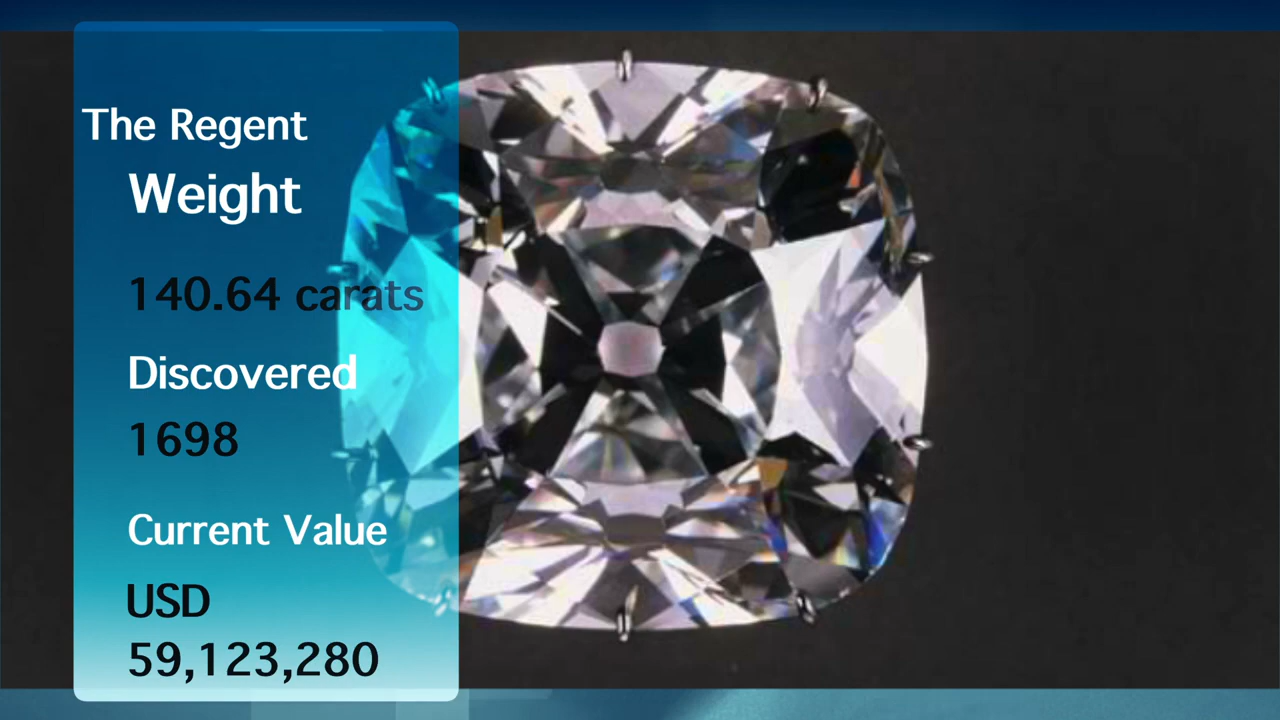 The Regent
Weight
140.64 carats
Discovered
1698
Current Value
USD
59,123,280